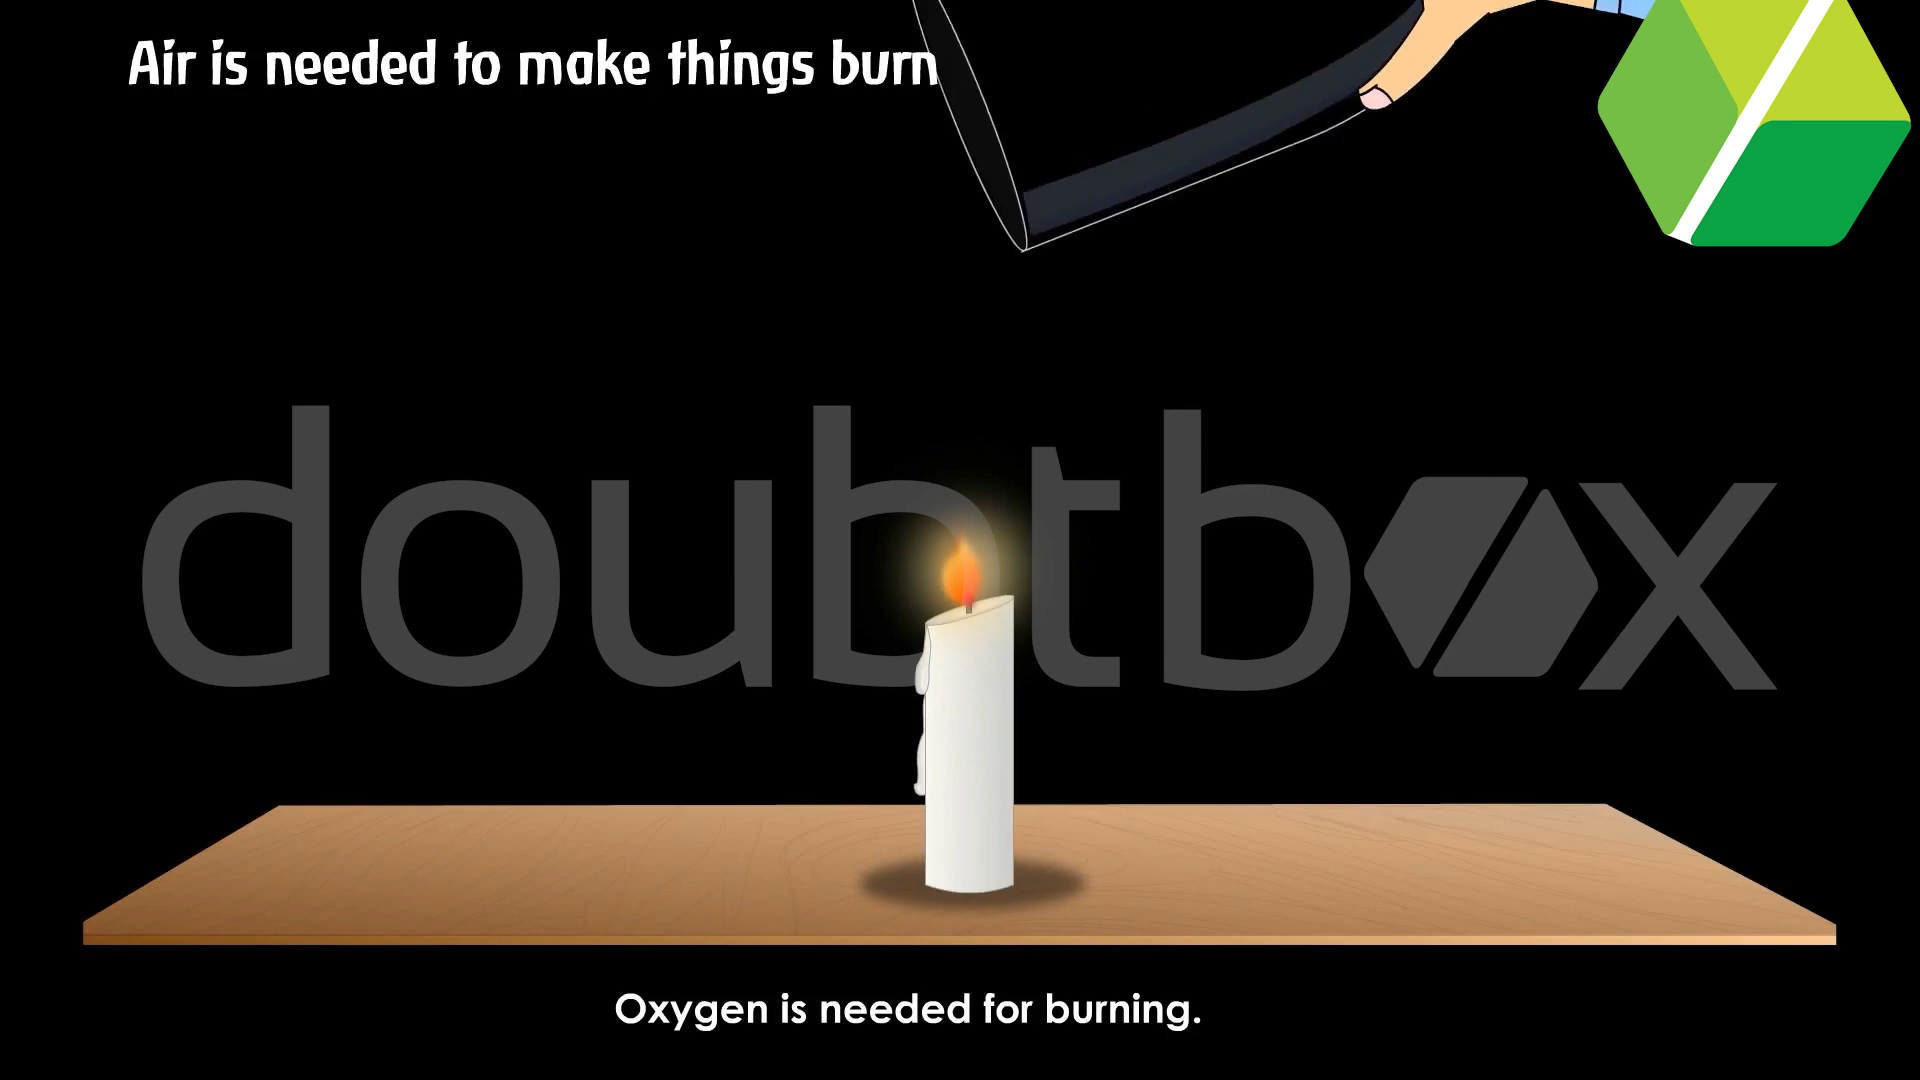 Air is needed to make things burn
doubtbox
Oxygen is needed for burning.